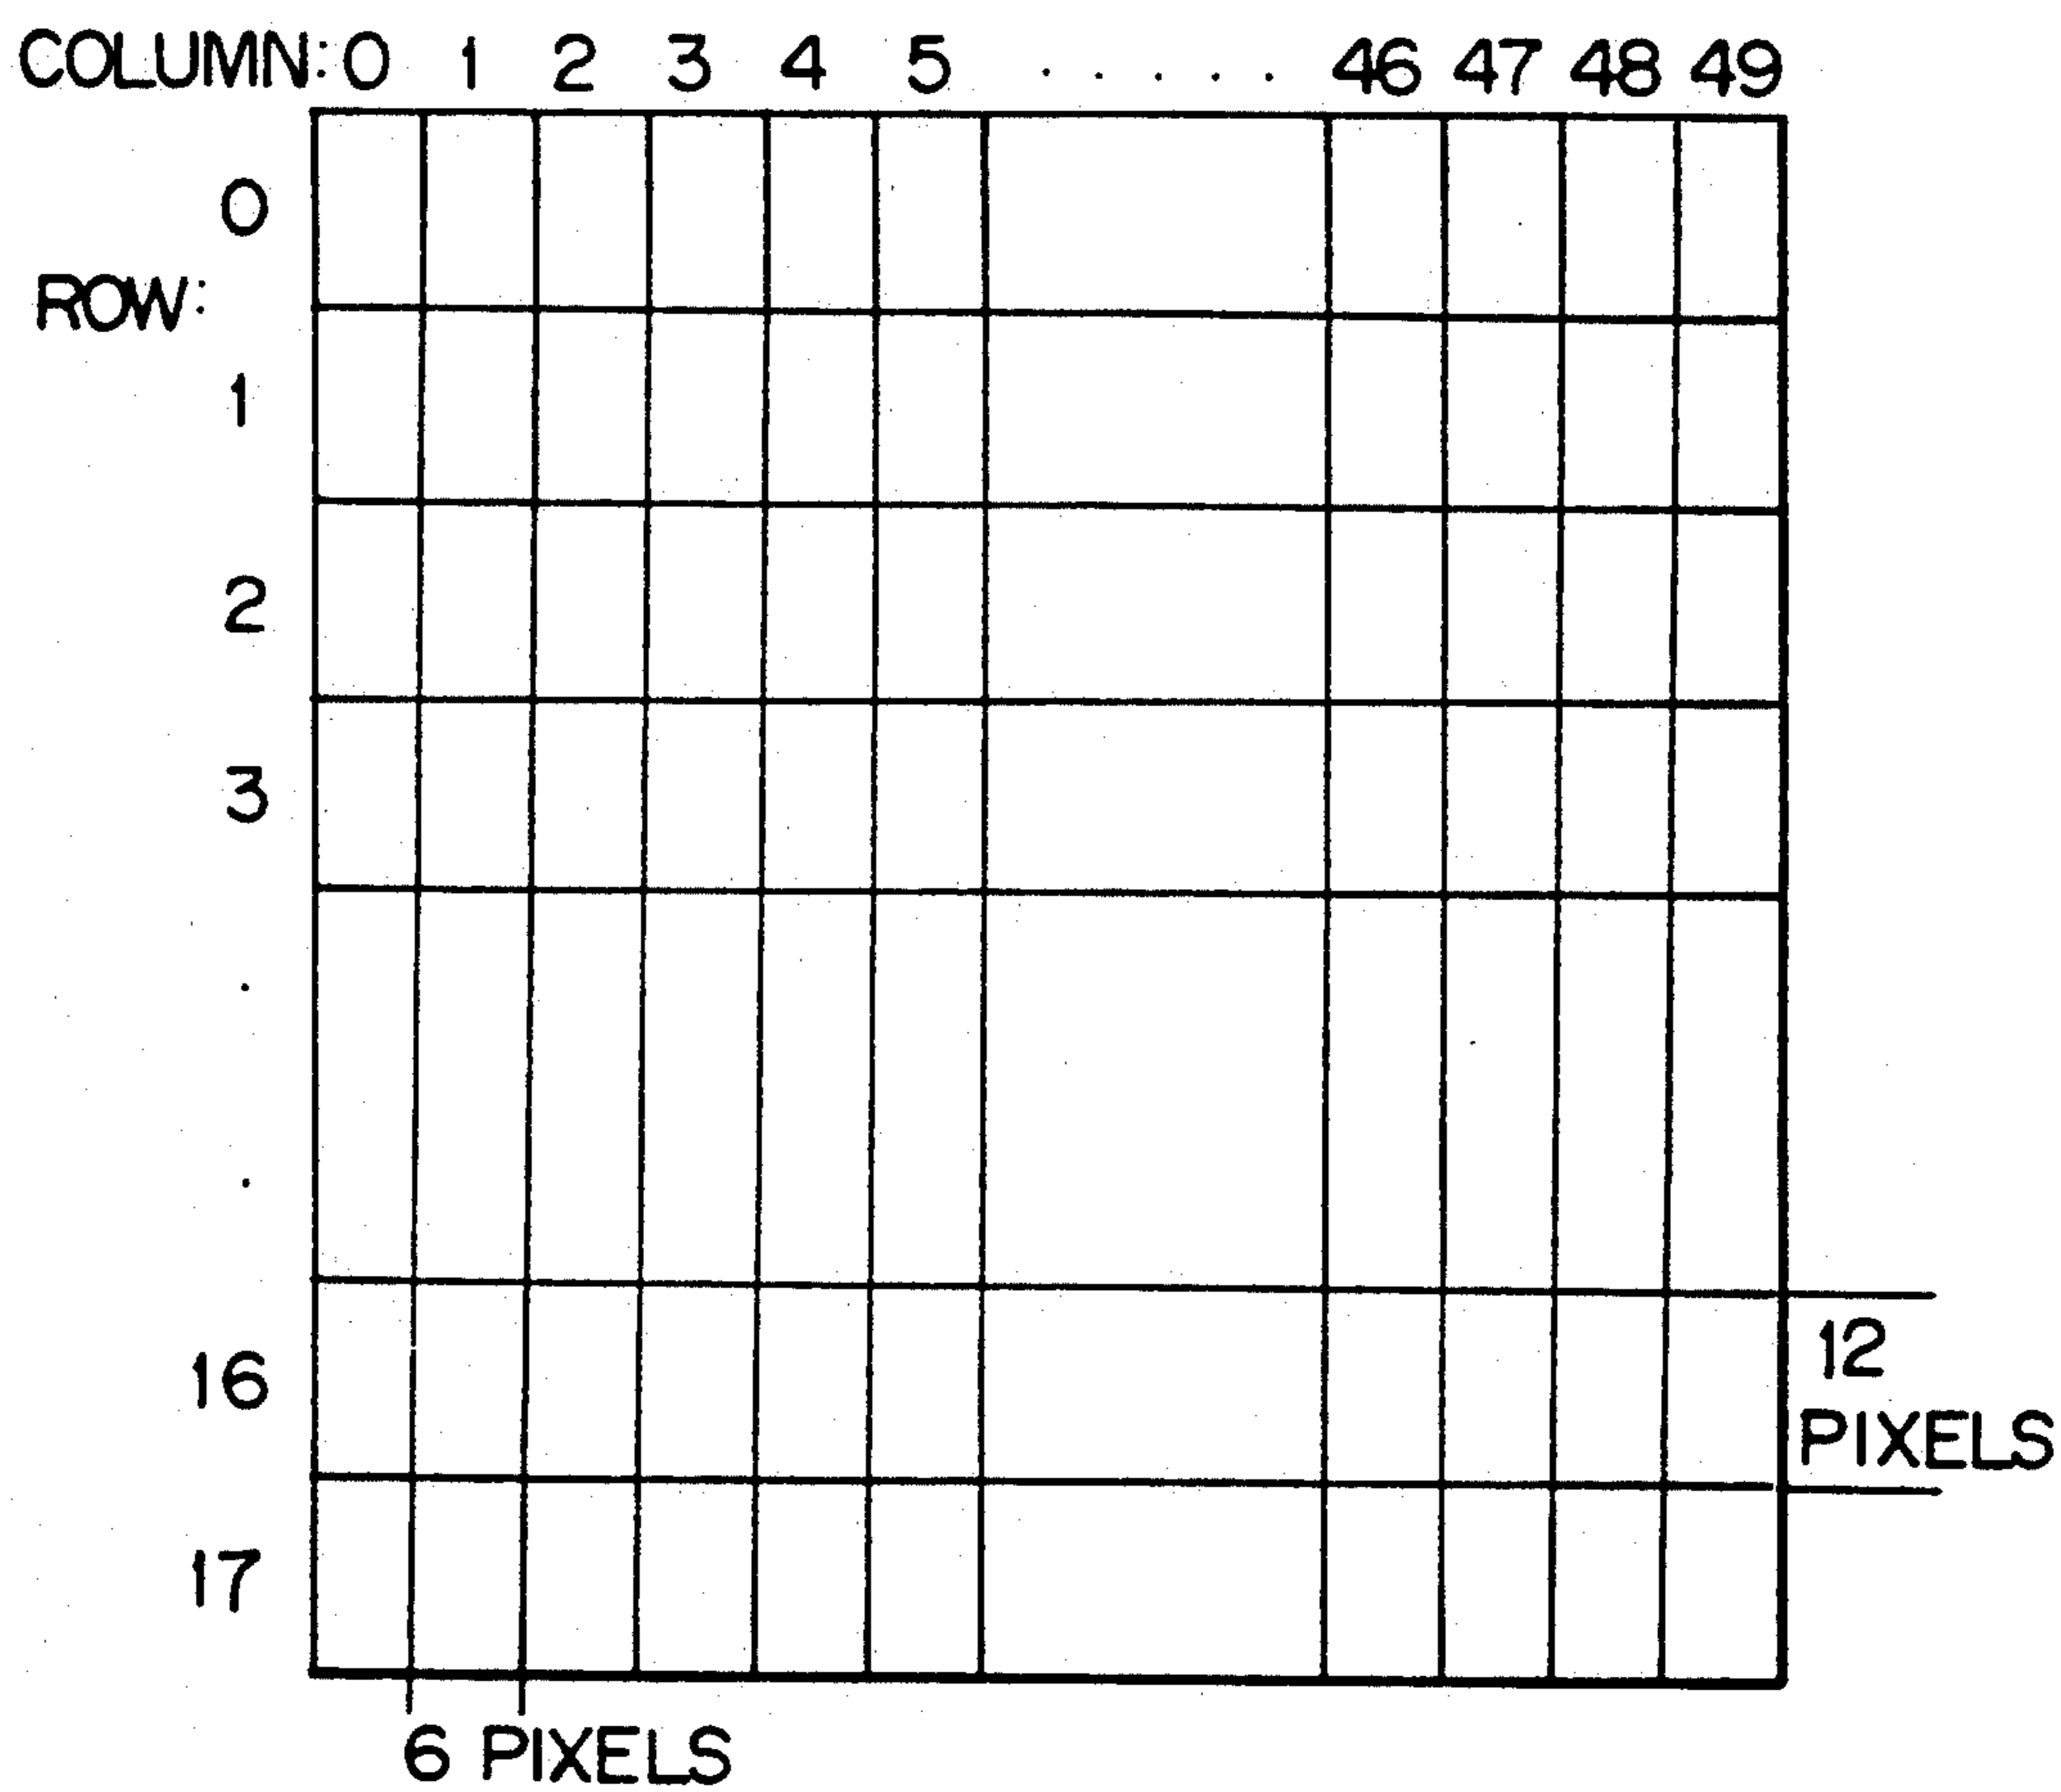 COLUMN: 0 1 2 3 4 5 . . . . . 46 47 48 49
0
ROW:
1
2
3
.
.
16
12
PIXELS
17
6 PIXELS